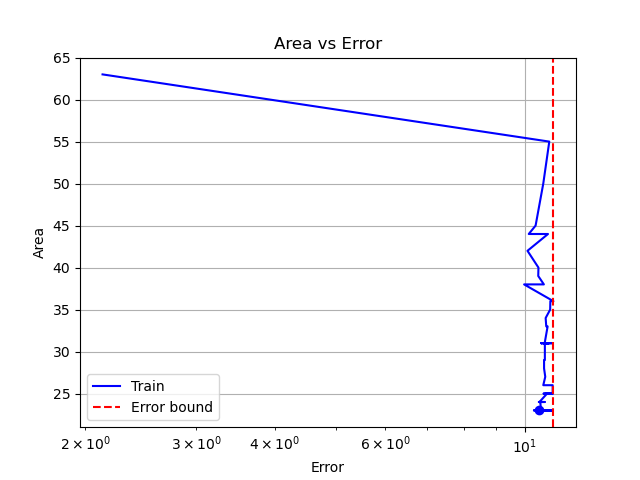 Area vs Error
65
60
55
50
45
40
35
30
25
Area
Train
Error bound
2 × 10⁰
3 × 10⁰
4 × 10⁰
6 × 10⁰
10¹
Error